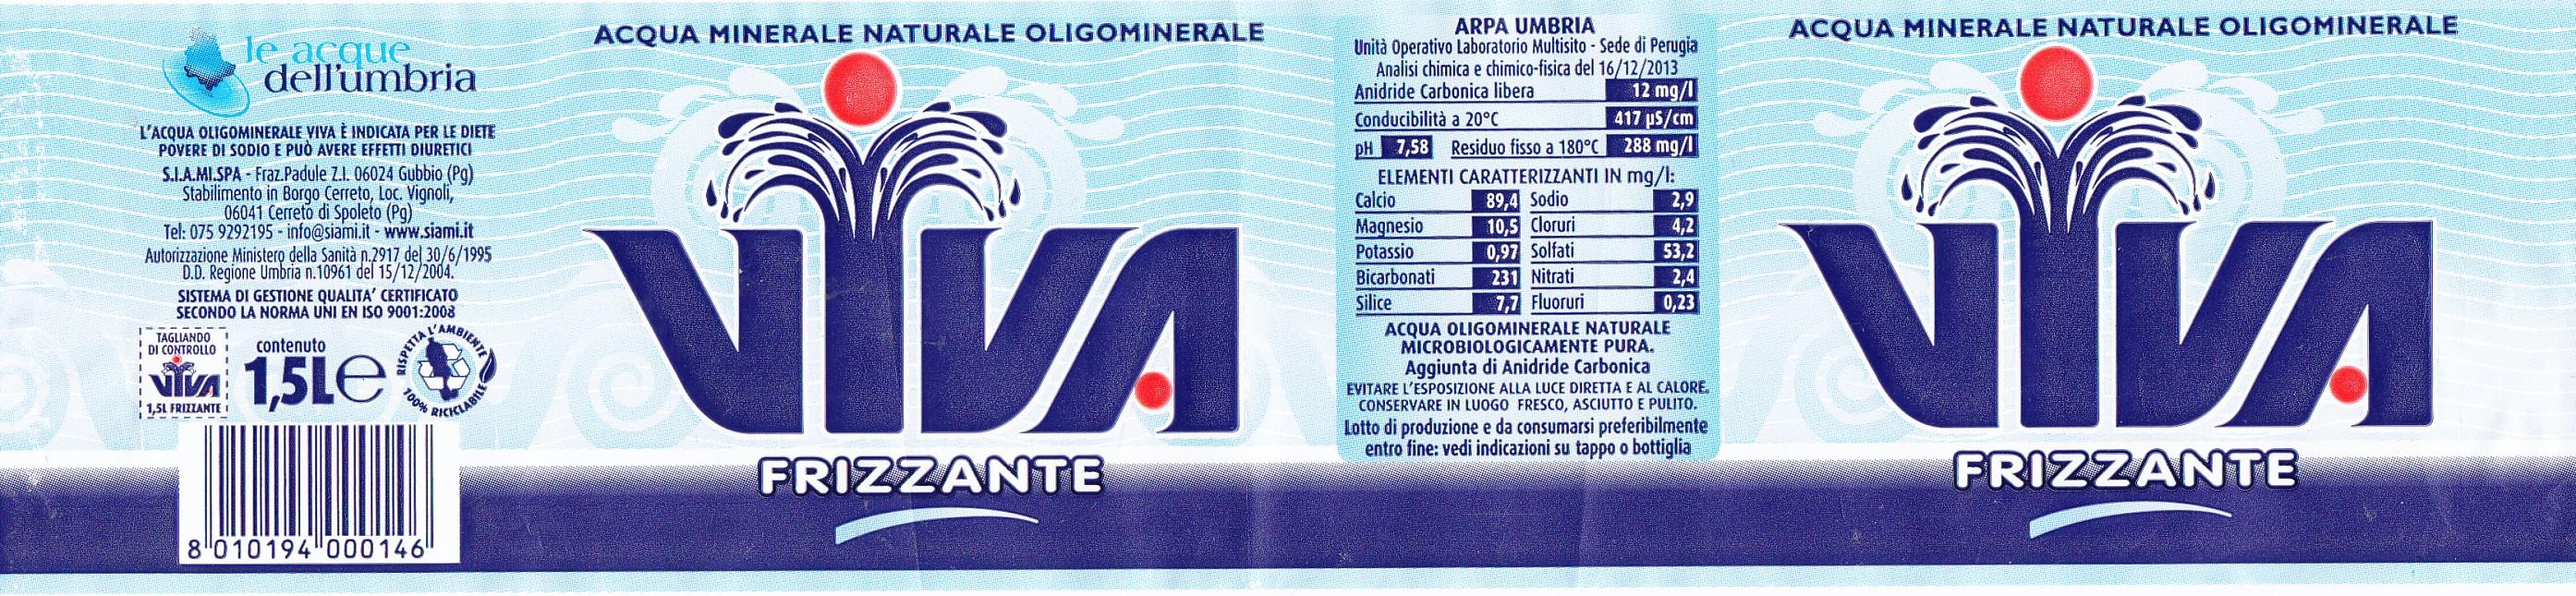 le acque
dell'umbria
L'ACQUA OLIGOMINERALE VIVA È INDICATA PER LE DIETE
POVERE DI SODIO E PUÒ AVERE EFFETTI DIURETICI
S.I.A.MI.SPA - Fraz.Padule Z.I. 06024 Gubbio (Pg)
Stabilimento in Borgo Cerreto, Loc. Vignoli,
06041 Cerreto di Spoleto (Pg)
Tel: 075 9292195 - info@siami.it - www.siami.it
Autorizzazione Ministero della Sanità n.2917 del 30/6/1995
D.D. Regione Umbria n.10961 del 15/12/2004.
SISTEMA DI GESTIONE QUALITA' CERTIFICATO
SECONDO LA NORMA UNI EN ISO 9001:2008
TAGLIANDO
DI CONTROLLO
VIVA
1,5L FRIZZANTE
contenuto
1,5L e
RISPETTA L'AMBIENTE
100% RICICLABILE
8 010194 000146
ACQUA MINERALE NATURALE OLIGOMINERALE
VIVA
FRIZZANTE
ARPA UMBRIA
Unità Operativo Laboratorio Multisito - Sede di Perugia
Analisi chimica e chimico-fisica del 16/12/2013
Anidride Carbonica libera 12 mg/l
Conducibilità a 20°C 417 µS/cm
pH 7,58 Residuo fisso a 180°C 288 mg/l
ELEMENTI CARATTERIZZANTI IN mg/l:
Calcio 89,4 Sodio 2,9
Magnesio 10,5 Cloruri 4,2
Potassio 0,97 Solfati 53,2
Bicarbonati 231 Nitrati 2,4
Silice 7,7 Fluoruri 0,23
ACQUA OLIGOMINERALE NATURALE
MICROBIOLOGICAMENTE PURA.
Aggiunta di Anidride Carbonica
EVITARE L'ESPOSIZIONE ALLA LUCE DIRETTA E AL CALORE.
CONSERVARE IN LUOGO FRESCO, ASCIUTTO E PULITO.
Lotto di produzione e da consumarsi preferibilmente
entro fine: vedi indicazioni su tappo o bottiglia
ACQUA MINERALE NATURALE OLIGOMINERALE
VIVA
FRIZZANTE